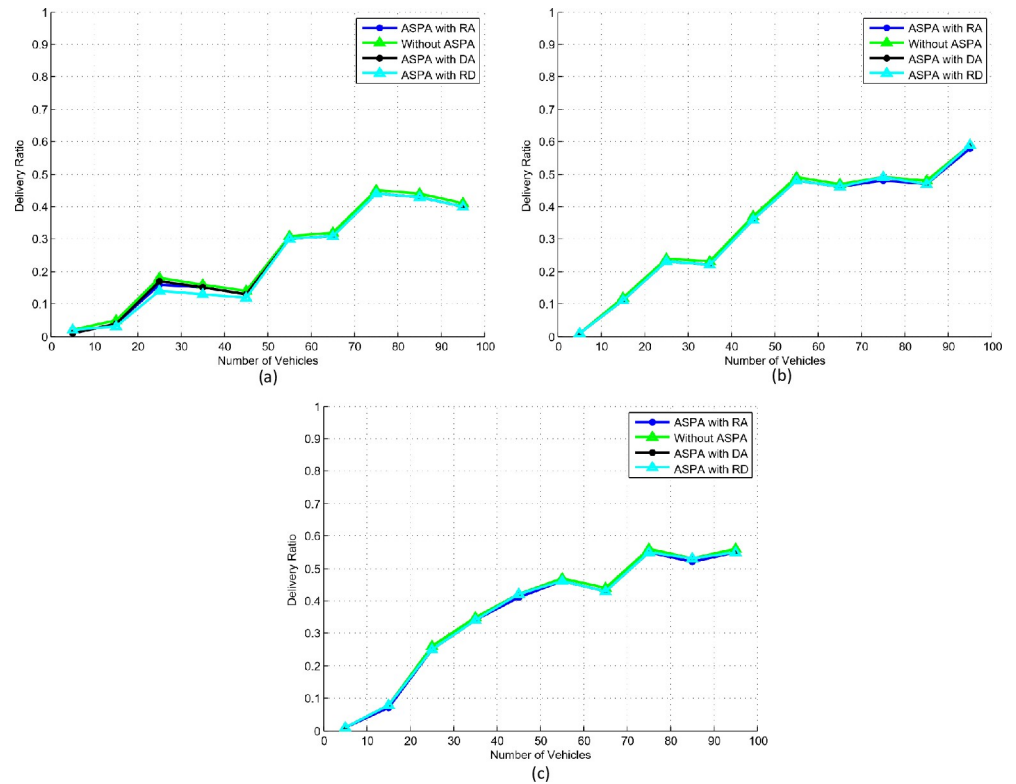 1
0.9
0.8
0.7
0.6
0.5
0.4
0.3
0.2
0.1
0
Delivery Ratio
ASPA with RA
Without ASPA
ASPA with DA
ASPA with RD
0 10 20 30 40 50 60 70 80 90 100
Number of Vehicles
(a)
1
0.9
0.8
0.7
0.6
0.5
0.4
0.3
0.2
0.1
0
Delivery Ratio
ASPA with RA
Without ASPA
ASPA with DA
ASPA with RD
0 10 20 30 40 50 60 70 80 90 100
Number of Vehicles
(b)
1
0.9
0.8
0.7
0.6
0.5
0.4
0.3
0.2
0.1
0
Delivery Ratio
ASPA with RA
Without ASPA
ASPA with DA
ASPA with RD
0 10 20 30 40 50 60 70 80 90 100
Number of Vehicles
(c)